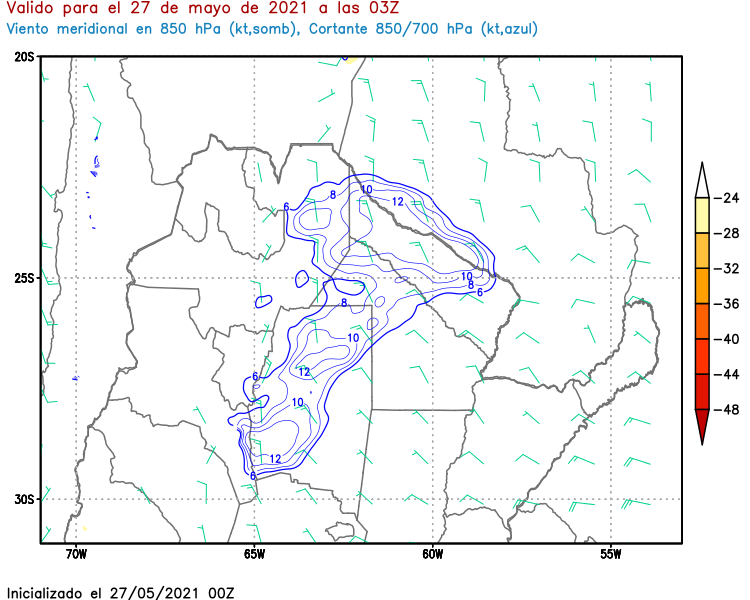 Valido para el 27 de mayo de 2021 a las 03Z
Viento meridional en 850 hPa (kt,somb), Cortante 850/700 hPa (kt,azul)
20S
25S
30S
70W 65W 60W 55W
6 8 10 12
10 8 6
8
10
12
6
10
12
6
-24
-28
-32
-36
-40
-44
-48
Inicializado el 27/05/2021 00Z